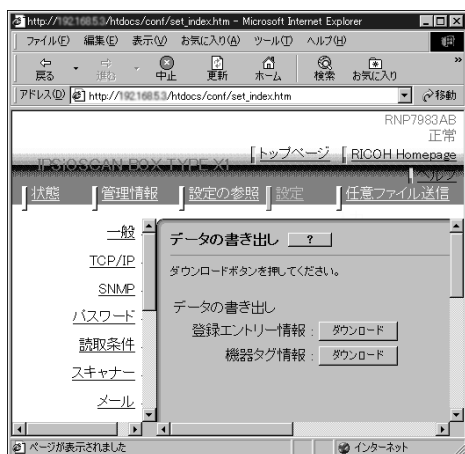 http://192.168.5.3/htdocs/conf/set_index.htm - Microsoft Internet Explorer
ファイル(F) 編集(E) 表示(V) お気に入り(A) ツール(T) ヘルプ(H)
戻る 進む 中止 更新 ホーム 検索 お気に入り »
アドレス(D) http://192.168.5.3/htdocs/conf/set_index.htm 移動
RNP7983AB
正常
トップページ RICOH Homepage
IPSiOSCAN BOX TYPE X1
ヘルプ
状態 管理情報 設定の参照 設定 任意ファイル送信
一般
TCP/IP
SNMP
パスワード
読取条件
スキャナー
メール
データの書き出し ?
ダウンロードボタンを押してください。
データの書き出し
登録エントリー情報 : ダウンロード
機器タグ情報 : ダウンロード
ページが表示されました インターネット